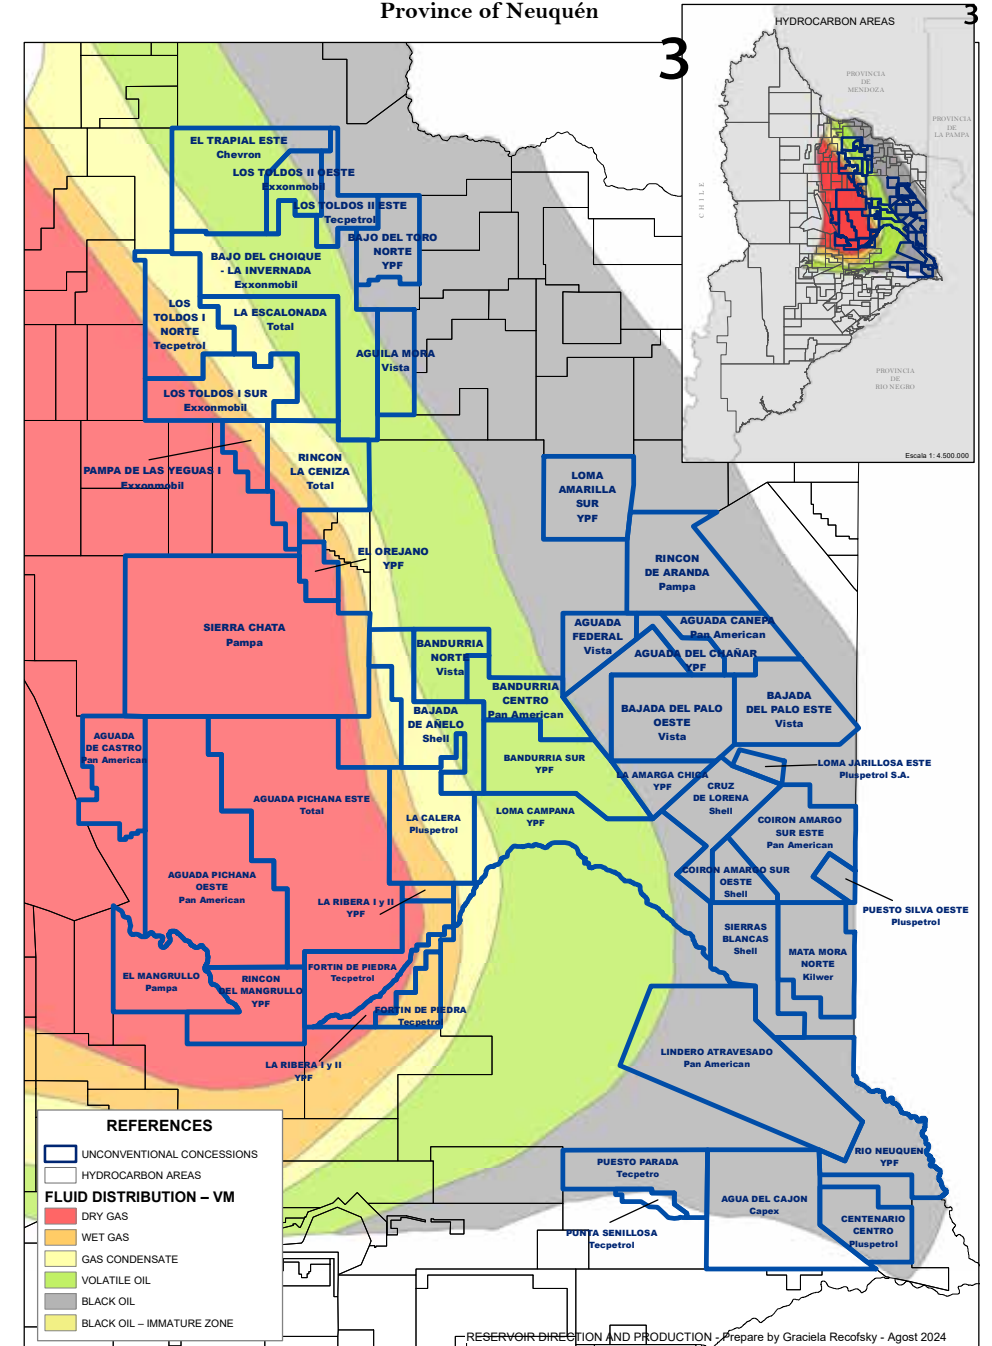 Province of Neuquén
3
3
HYDROCARBON AREAS
PROVINCIA
DE
MENDOZA
PROVINCIA
DE
LA PAMPA
CHILE
PROVINCIA
DE
RIO NEGRO
Escala 1: 4.500.000
EL TRAPIAL ESTE
Chevron
LOS TOLDOS II OESTE
Exxonmobil
LOS TOLDOS II ESTE
Tecpetrol
BAJO DEL TORO
NORTE
YPF
BAJO DEL CHOIQUE
- LA INVERNADA
Exxonmobil
LOS
TOLDOS I
NORTE
Tecpetrol
LA ESCALONADA
Total
AGUILA MORA
Vista
LOS TOLDOS I SUR
Exxonmobil
PAMPA DE LAS YEGUAS I
Exxonmobil
RINCON
LA CENIZA
Total
LOMA
AMARILLA
SUR
YPF
EL OREJANO
YPF
RINCON
DE ARANDA
Pampa
SIERRA CHATA
Pampa
AGUADA
FEDERAL
Vista
AGUADA CANEPA
Pan American
AGUADA DEL CHAÑAR
YPF
BANDURRIA
NORTE
Vista
BANDURRIA
CENTRO
Pan American
BAJADA
DE AÑELO
Shell
BAJADA DEL PALO
OESTE
Vista
BAJADA
DEL PALO ESTE
Vista
AGUADA
DE CASTRO
Pan American
BANDURRIA SUR
YPF
LA AMARGA CHICA
YPF
LOMA JARILLOSA ESTE
Pluspetrol S.A.
CRUZ
DE LORENA
Shell
AGUADA PICHANA ESTE
Total
LA CALERA
Pluspetrol
LOMA CAMPANA
YPF
COIRON AMARGO
SUR ESTE
Pan American
AGUADA PICHANA
OESTE
Pan American
COIRON AMARGO SUR
OESTE
Shell
LA RIBERA I y II
YPF
PUESTO SILVA OESTE
Pluspetrol
SIERRAS
BLANCAS
Shell
MATA MORA
NORTE
Kilwer
EL MANGRULLO
Pampa
RINCON
DEL MANGRULLO
YPF
FORTIN DE PIEDRA
Tecpetrol
FORTIN DE PIEDRA
Tecpetrol
LA RIBERA I y II
YPF
LINDERO ATRAVESADO
Pan American
RIO NEUQUEN
YPF
PUESTO PARADA
Tecpetro
AGUA DEL CAJON
Capex
PUNTA SENILLOSA
Tecpetrol
CENTENARIO
CENTRO
Pluspetrol
REFERENCES
UNCONVENTIONAL CONCESSIONS
HYDROCARBON AREAS
FLUID DISTRIBUTION – VM
DRY GAS
WET GAS
GAS CONDENSATE
VOLATILE OIL
BLACK OIL
BLACK OIL – IMMATURE ZONE
RESERVOIR DIRECTION AND PRODUCTION - Prepare by Graciela Recofsky - Agost 2024